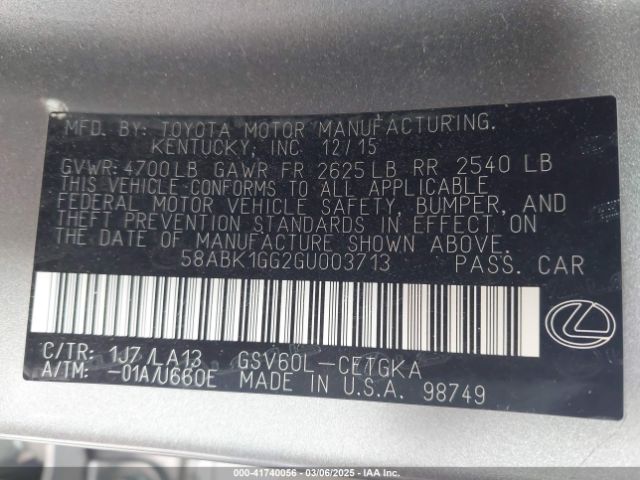 MFD. BY: TOYOTA MOTOR MANUFACTURING.
KENTUCKY, INC 12/15
GVWR: 4700LB GAWR FR 2625LB RR 2540 LB
THIS VEHICLE CONFORMS TO ALL APPLICABLE
FEDERAL MOTOR VEHICLE SAFETY, BUMPER, AND
THEFT PREVENTION STANDARDS IN EFFECT ON
THE DATE OF MANUFACTURE SHOWN ABOVE.
58ABK1GG2GU003713 PASS. CAR
C/TR: 1J7/LA13 GSV60L-CETGKA
A/TM: -01A/U660E MADE IN U.S.A. 98749
000-41740056 — 03/06/2025 — IAA Inc.